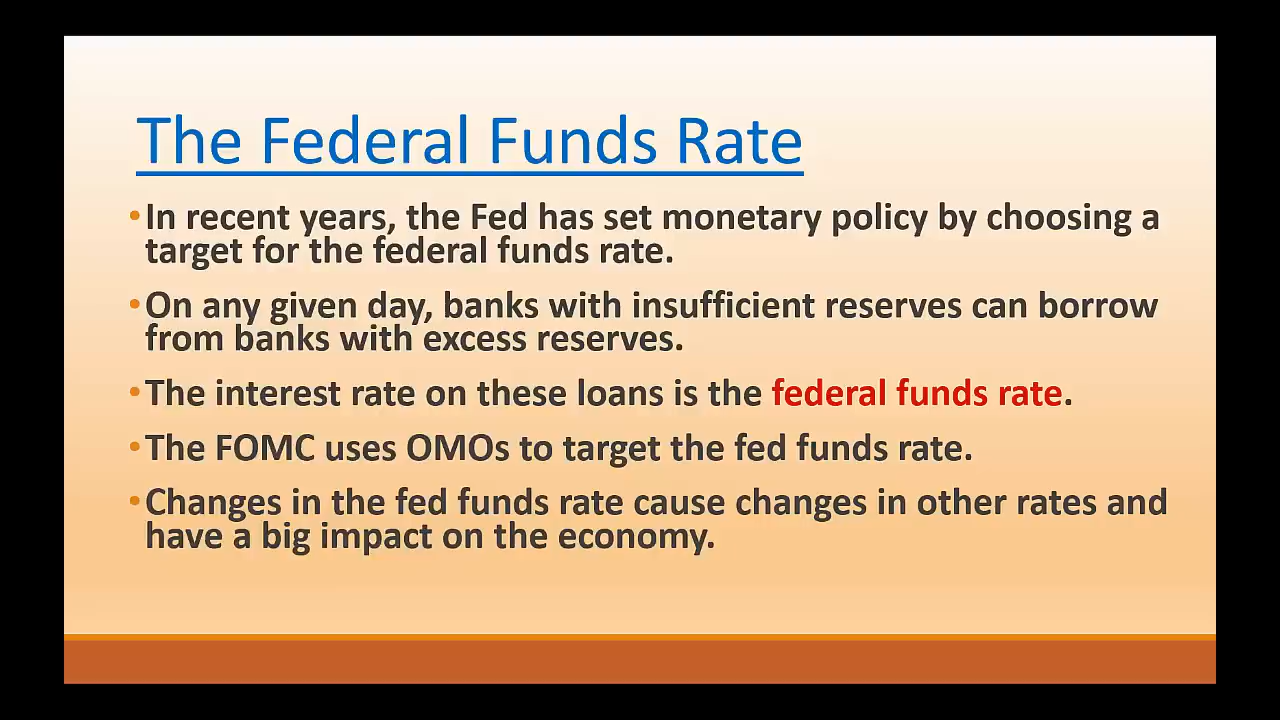 The Federal Funds Rate
•In recent years, the Fed has set monetary policy by choosing a
target for the federal funds rate.
•On any given day, banks with insufficient reserves can borrow
from banks with excess reserves.
•The interest rate on these loans is the federal funds rate.
•The FOMC uses OMOs to target the fed funds rate.
•Changes in the fed funds rate cause changes in other rates and
have a big impact on the economy.